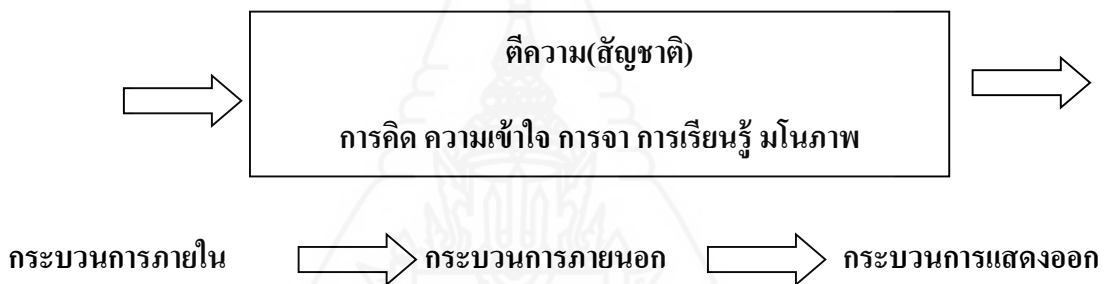 ตีความ(สัญชาติ)
การคิด ความเข้าใจ การจา การเรียนรู้ มโนภาพ
กระบวนการภายใน กระบวนการภายนอก กระบวนการแสดงออก